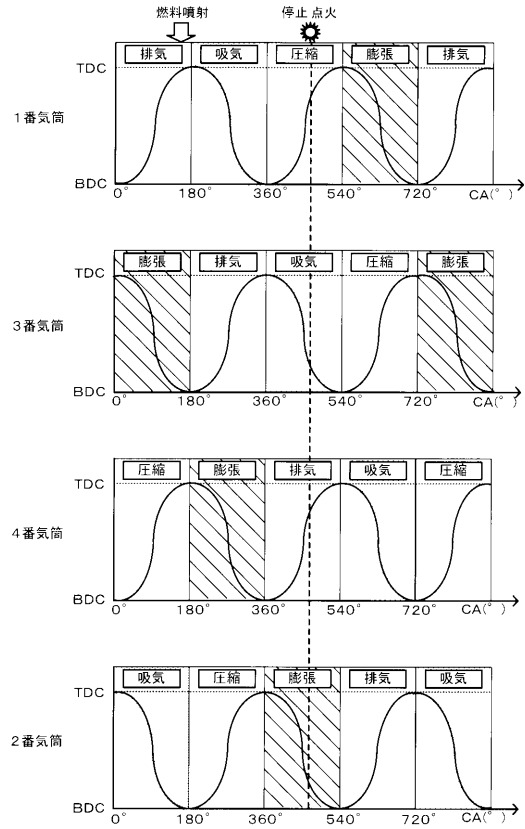 燃料噴射 停止 点火
排気 吸気 圧縮 膨張 排気
TDC
1番気筒
BDC
0° 180° 360° 540° 720° CA(°)
膨張 排気 吸気 圧縮 膨張
TDC
3番気筒
BDC
0° 180° 360° 540° 720° CA(°)
圧縮 膨張 排気 吸気 圧縮
TDC
4番気筒
BDC
0° 180° 360° 540° 720° CA(°)
吸気 圧縮 膨張 排気 吸気
TDC
2番気筒
BDC
0° 180° 360° 540° 720° CA(°)